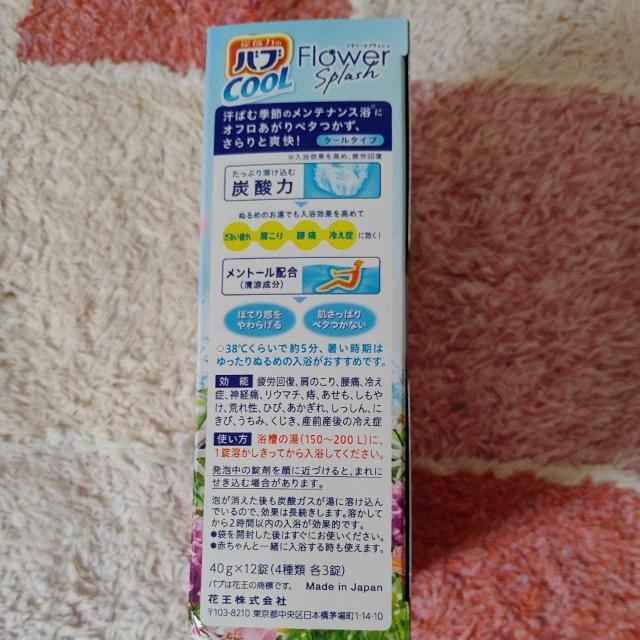 炭酸力の
バブ
COOL
フラワースプラッシュ
Flower
Splash
汗ばむ季節のメンテナンス浴※に
オフロあがりベタつかず、
さらりと爽快!
クールタイプ
※入浴効果を高め、疲労回復
たっぷり溶け込む
炭酸力
ぬるめのお湯でも入浴効果を高めて
だるい疲れ 肩こり 腰痛 冷え症 に効く!
メントール配合
(清涼成分)
ほてり感を
やわらげる
肌さっぱり
ベタつかない
○38℃くらいで約5分、暑い時期は
ゆったりぬるめの入浴がおすすめです。
効能 疲労回復、肩のこり、腰痛、冷え
症、神経痛、リウマチ、痔、あせも、しもや
け、荒れ性、ひび、あかぎれ、しっしん、に
きび、うちみ、くじき、産前産後の冷え症
使い方 浴槽の湯(150〜200L)に、
1錠溶かしきってから入浴してください。
発泡中の錠剤を顔に近づけると、まれに
せき込む場合があります。
泡が消えた後も炭酸ガスが湯に溶け込ん
でいるので、効果は長続きします。溶かして
から2時間以内の入浴が効果的です。
●袋を開封した後はすぐにお使いください。
●赤ちゃんと一緒に入浴する時も使えます。
40g×12錠(4種類 各3錠)
バブは花王の商標です。 Made in Japan
花王株式会社
〒103-8210 東京都中央区日本橋茅場町1-14-10